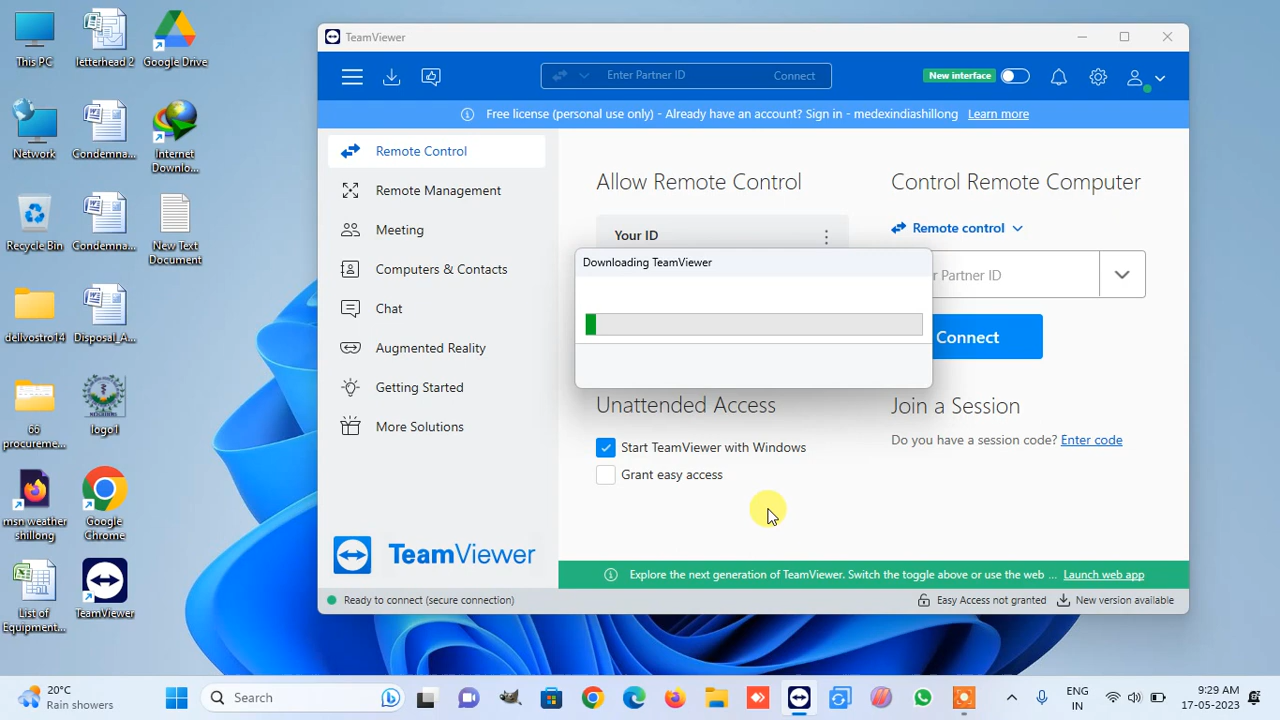 This PC
letterhead 2
Google Drive
Network
Condemna...
Internet
Downloa...
Recycle Bin
Condemna...
New Text
Document
delivostro14
Disposal_A...
66
procureme...
logo1
msn weather
shillong
Google
Chrome
List of
Equipment...
TeamViewer
TeamViewer
Enter Partner ID
Connect
New interface
Free license (personal use only) - Already have an account? Sign in - medexindiashillong Learn more
Remote Control
Remote Management
Meeting
Computers & Contacts
Chat
Augmented Reality
Getting Started
More Solutions
TeamViewer
Allow Remote Control
Your ID
Control Remote Computer
Remote control
r Partner ID
Connect
Downloading TeamViewer
Unattended Access
Start TeamViewer with Windows
Grant easy access
Join a Session
Do you have a session code? Enter code
Explore the next generation of TeamViewer. Switch the toggle above or use the web ... Launch web app
Ready to connect (secure connection)
Easy Access not granted
New version available
20°C
Rain showers
Search
ENG
IN
9:29 AM
17-05-2023